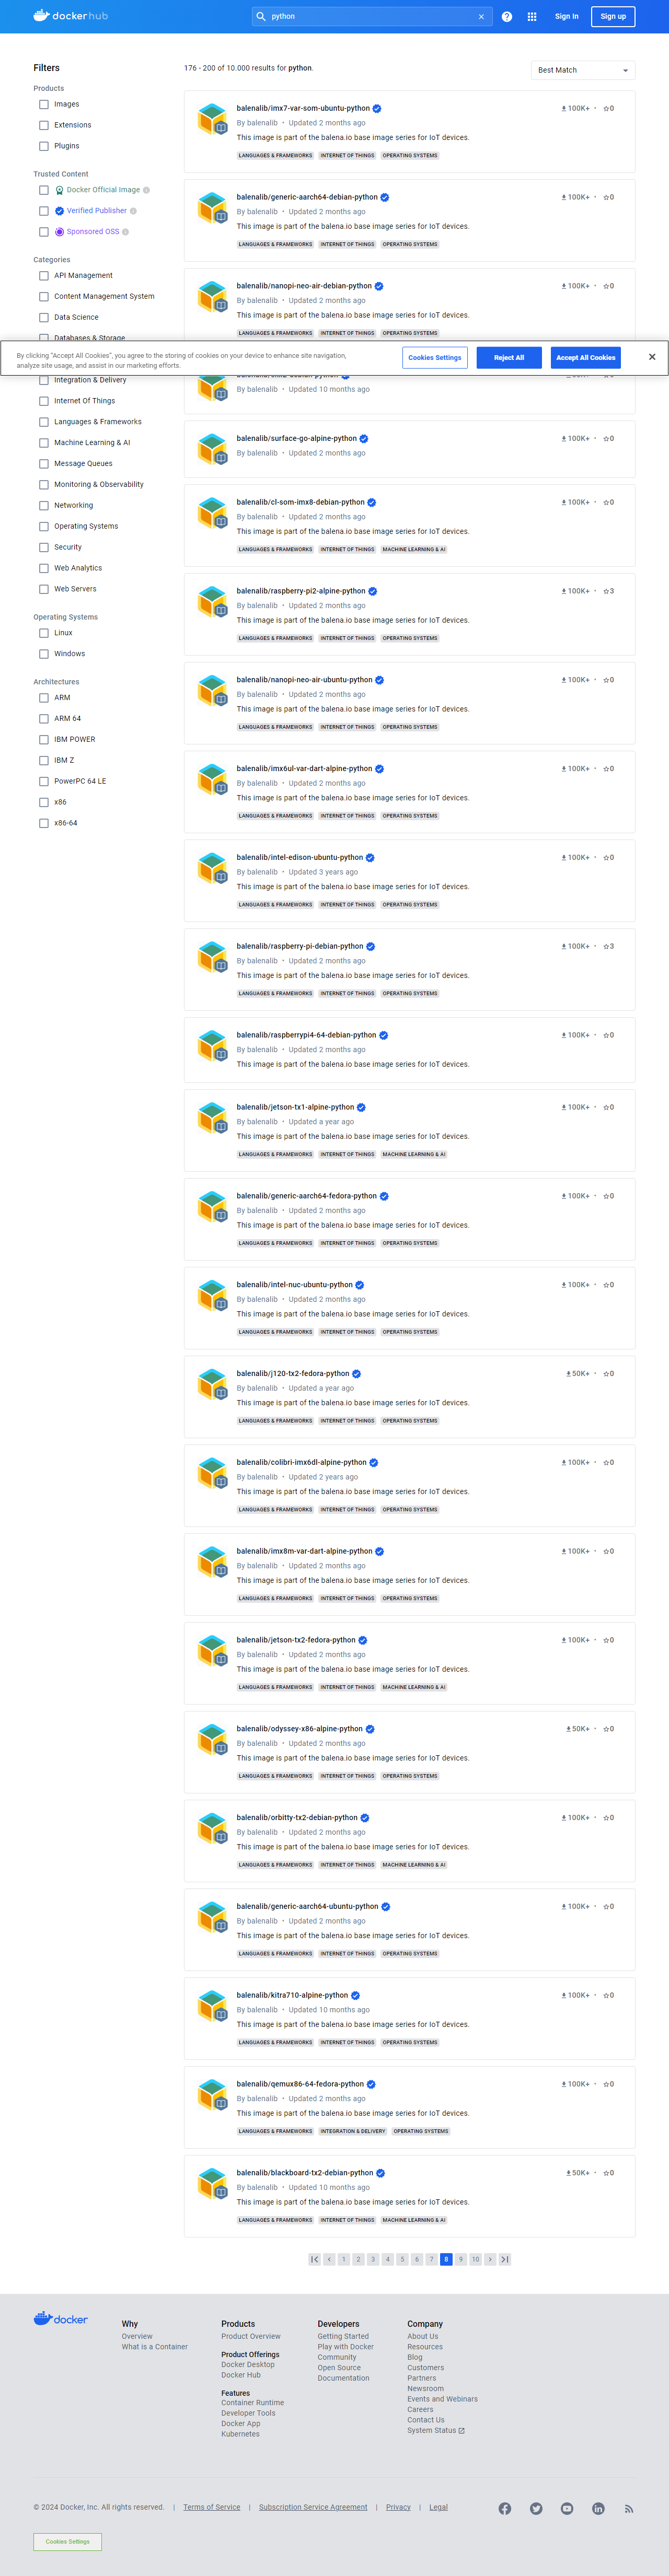 docker hub
python
Sign In
Sign up
Filters
Products
Images
Extensions
Plugins
Trusted Content
Docker Official Image
Verified Publisher
Sponsored OSS
Categories
API Management
Content Management System
Data Science
Databases & Storage
Integration & Delivery
Internet Of Things
Languages & Frameworks
Machine Learning & AI
Message Queues
Monitoring & Observability
Networking
Operating Systems
Security
Web Analytics
Web Servers
Operating Systems
Linux
Windows
Architectures
ARM
ARM 64
IBM POWER
IBM Z
PowerPC 64 LE
x86
x86-64
176 - 200 of 10.000 results for python.
Best Match
balenalib/imx7-var-som-ubuntu-python 100K+ • 0
By balenalib • Updated 2 months ago
This image is part of the balena.io base image series for IoT devices.
LANGUAGES & FRAMEWORKS INTERNET OF THINGS OPERATING SYSTEMS
balenalib/generic-aarch64-debian-python 100K+ • 0
By balenalib • Updated 2 months ago
This image is part of the balena.io base image series for IoT devices.
LANGUAGES & FRAMEWORKS INTERNET OF THINGS OPERATING SYSTEMS
balenalib/nanopi-neo-air-debian-python 100K+ • 0
By balenalib • Updated 2 months ago
This image is part of the balena.io base image series for IoT devices.
LANGUAGES & FRAMEWORKS INTERNET OF THINGS OPERATING SYSTEMS
By clicking "Accept All Cookies", you agree to the storing of cookies on your device to enhance site navigation,
analyze site usage, and assist in our marketing efforts.
Cookies Settings
Reject All
Accept All Cookies
By balenalib • Updated 10 months ago
balenalib/surface-go-alpine-python 100K+ • 0
By balenalib • Updated 2 months ago
balenalib/cl-som-imx8-debian-python 100K+ • 0
By balenalib • Updated 2 months ago
This image is part of the balena.io base image series for IoT devices.
LANGUAGES & FRAMEWORKS INTERNET OF THINGS MACHINE LEARNING & AI
balenalib/raspberry-pi2-alpine-python 100K+ • 3
By balenalib • Updated 2 months ago
This image is part of the balena.io base image series for IoT devices.
LANGUAGES & FRAMEWORKS INTERNET OF THINGS OPERATING SYSTEMS
balenalib/nanopi-neo-air-ubuntu-python 100K+ • 0
By balenalib • Updated 2 months ago
This image is part of the balena.io base image series for IoT devices.
LANGUAGES & FRAMEWORKS INTERNET OF THINGS OPERATING SYSTEMS
balenalib/imx6ul-var-dart-alpine-python 100K+ • 0
By balenalib • Updated 2 months ago
This image is part of the balena.io base image series for IoT devices.
LANGUAGES & FRAMEWORKS INTERNET OF THINGS OPERATING SYSTEMS
balenalib/intel-edison-ubuntu-python 100K+ • 0
By balenalib • Updated 3 years ago
This image is part of the balena.io base image series for IoT devices.
LANGUAGES & FRAMEWORKS INTERNET OF THINGS OPERATING SYSTEMS
balenalib/raspberry-pi-debian-python 100K+ • 3
By balenalib • Updated 2 months ago
This image is part of the balena.io base image series for IoT devices.
LANGUAGES & FRAMEWORKS INTERNET OF THINGS OPERATING SYSTEMS
balenalib/raspberrypi4-64-debian-python 100K+ • 0
By balenalib • Updated 2 months ago
This image is part of the balena.io base image series for IoT devices.
balenalib/jetson-tx1-alpine-python 100K+ • 0
By balenalib • Updated a year ago
This image is part of the balena.io base image series for IoT devices.
LANGUAGES & FRAMEWORKS INTERNET OF THINGS MACHINE LEARNING & AI
balenalib/generic-aarch64-fedora-python 100K+ • 0
By balenalib • Updated 2 months ago
This image is part of the balena.io base image series for IoT devices.
LANGUAGES & FRAMEWORKS INTERNET OF THINGS OPERATING SYSTEMS
balenalib/intel-nuc-ubuntu-python 100K+ • 0
By balenalib • Updated 2 months ago
This image is part of the balena.io base image series for IoT devices.
LANGUAGES & FRAMEWORKS INTERNET OF THINGS OPERATING SYSTEMS
balenalib/j120-tx2-fedora-python 50K+ • 0
By balenalib • Updated a year ago
This image is part of the balena.io base image series for IoT devices.
LANGUAGES & FRAMEWORKS INTERNET OF THINGS OPERATING SYSTEMS
balenalib/colibri-imx6dl-alpine-python 100K+ • 0
By balenalib • Updated 2 years ago
This image is part of the balena.io base image series for IoT devices.
LANGUAGES & FRAMEWORKS INTERNET OF THINGS OPERATING SYSTEMS
balenalib/imx8m-var-dart-alpine-python 100K+ • 0
By balenalib • Updated 2 months ago
This image is part of the balena.io base image series for IoT devices.
LANGUAGES & FRAMEWORKS INTERNET OF THINGS OPERATING SYSTEMS
balenalib/jetson-tx2-fedora-python 100K+ • 0
By balenalib • Updated 2 months ago
This image is part of the balena.io base image series for IoT devices.
LANGUAGES & FRAMEWORKS INTERNET OF THINGS MACHINE LEARNING & AI
balenalib/odyssey-x86-alpine-python 50K+ • 0
By balenalib • Updated 2 months ago
This image is part of the balena.io base image series for IoT devices.
LANGUAGES & FRAMEWORKS INTERNET OF THINGS OPERATING SYSTEMS
balenalib/orbitty-tx2-debian-python 100K+ • 0
By balenalib • Updated 2 months ago
This image is part of the balena.io base image series for IoT devices.
LANGUAGES & FRAMEWORKS INTERNET OF THINGS MACHINE LEARNING & AI
balenalib/generic-aarch64-ubuntu-python 100K+ • 0
By balenalib • Updated 2 months ago
This image is part of the balena.io base image series for IoT devices.
LANGUAGES & FRAMEWORKS INTERNET OF THINGS OPERATING SYSTEMS
balenalib/kitra710-alpine-python 100K+ • 0
By balenalib • Updated 10 months ago
This image is part of the balena.io base image series for IoT devices.
LANGUAGES & FRAMEWORKS INTERNET OF THINGS OPERATING SYSTEMS
balenalib/qemux86-64-fedora-python 100K+ • 0
By balenalib • Updated 2 months ago
This image is part of the balena.io base image series for IoT devices.
LANGUAGES & FRAMEWORKS INTEGRATION & DELIVERY OPERATING SYSTEMS
balenalib/blackboard-tx2-debian-python 50K+ • 0
By balenalib • Updated 10 months ago
This image is part of the balena.io base image series for IoT devices.
LANGUAGES & FRAMEWORKS INTERNET OF THINGS MACHINE LEARNING & AI
1 2 3 4 5 6 7 8 9 10
docker
Why
Overview
What is a Container
Products
Product Overview
Product Offerings
Docker Desktop
Docker Hub
Features
Container Runtime
Developer Tools
Docker App
Kubernetes
Developers
Getting Started
Play with Docker
Community
Open Source
Documentation
Company
About Us
Resources
Blog
Customers
Partners
Newsroom
Events and Webinars
Careers
Contact Us
System Status
© 2024 Docker, Inc. All rights reserved. | Terms of Service | Subscription Service Agreement | Privacy | Legal
Cookies Settings